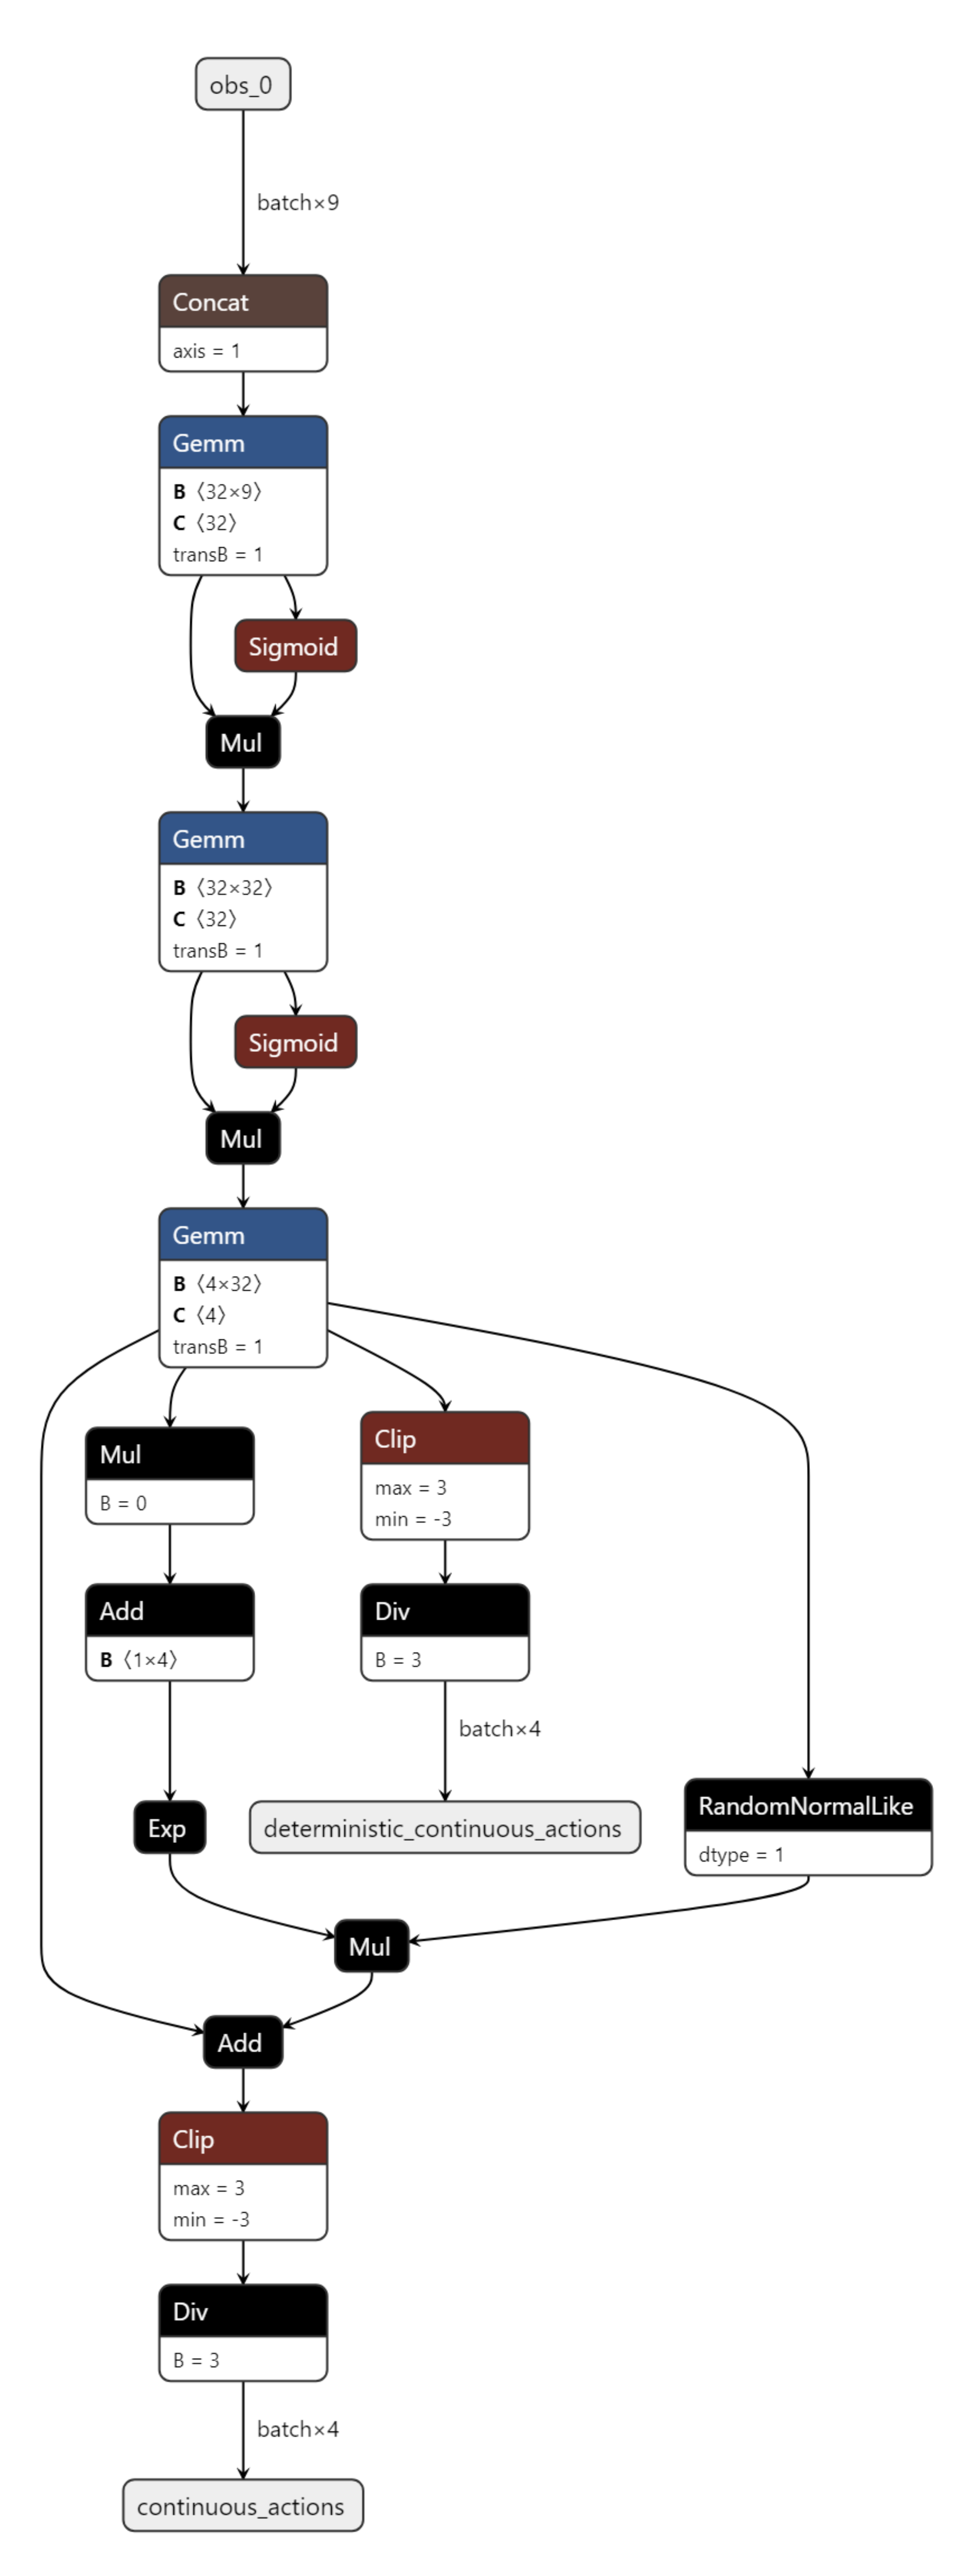 obs_0
batch×9
Concat
axis = 1
Gemm
B 〈32×9〉
C 〈32〉
transB = 1
Sigmoid
Mul
Gemm
B 〈32×32〉
C 〈32〉
transB = 1
Sigmoid
Mul
Gemm
B 〈4×32〉
C 〈4〉
transB = 1
Mul
B = 0
Clip
max = 3
min = -3
Add
B 〈1×4〉
Div
B = 3
batch×4
Exp
deterministic_continuous_actions
RandomNormalLike
dtype = 1
Mul
Add
Clip
max = 3
min = -3
Div
B = 3
batch×4
continuous_actions